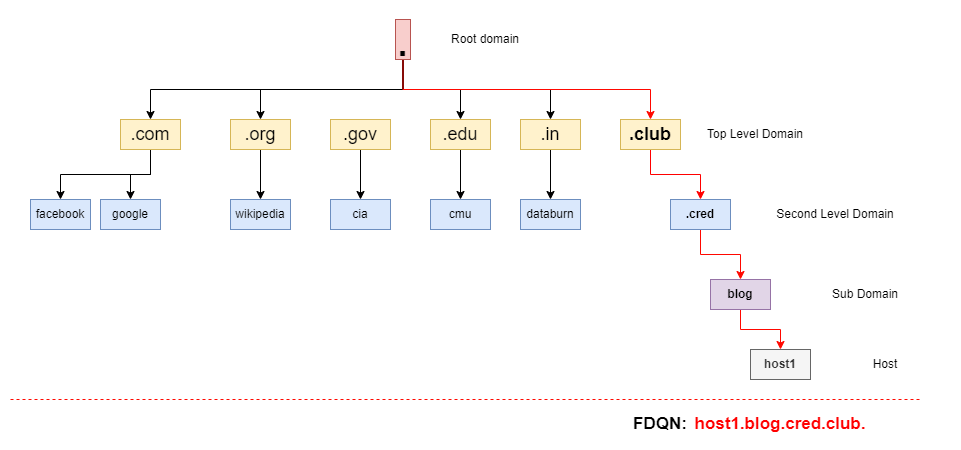 .
Root domain
.com
.org
.gov
.edu
.in
.club
Top Level Domain
facebook
google
wikipedia
cia
cmu
databurn
.cred
Second Level Domain
blog
Sub Domain
host1
Host
FDQN: host1.blog.cred.club.